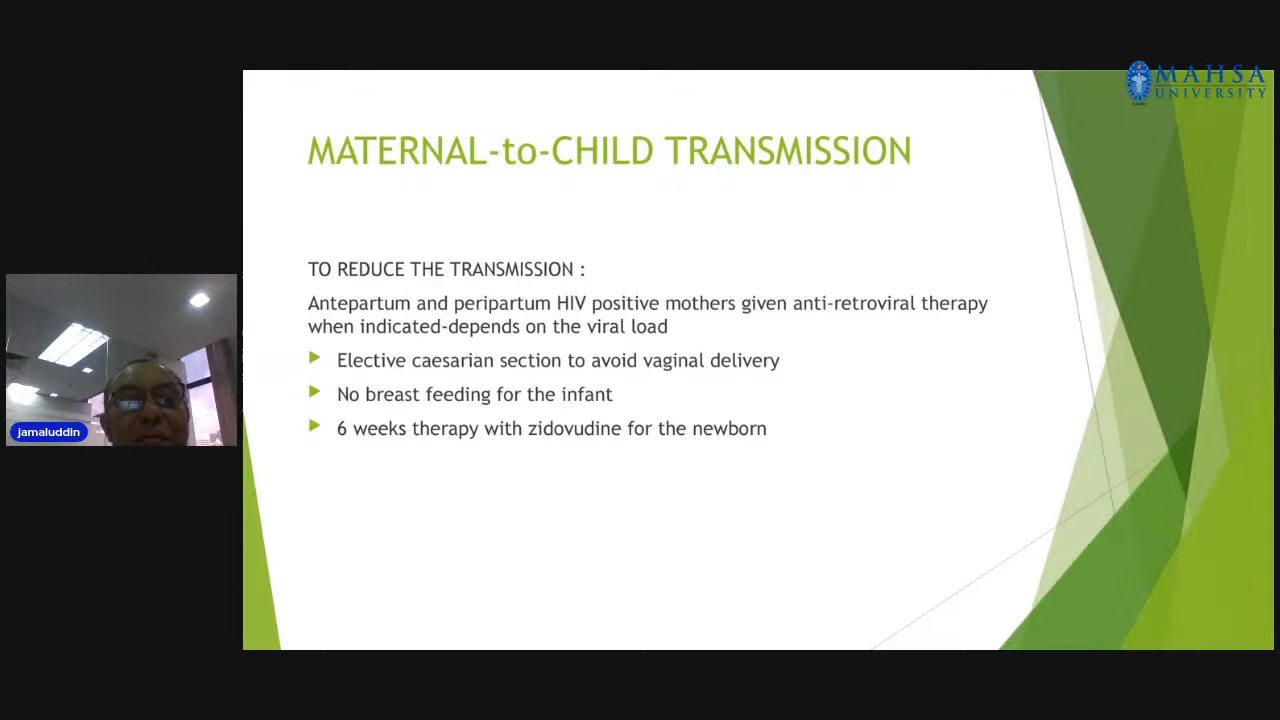 MAHSA
UNIVERSITY
MATERNAL-to-CHILD TRANSMISSION
TO REDUCE THE TRANSMISSION :
Antepartum and peripartum HIV positive mothers given anti-retroviral therapy
when indicated-depends on the viral load
Elective caesarian section to avoid vaginal delivery
No breast feeding for the infant
6 weeks therapy with zidovudine for the newborn
jamaluddin